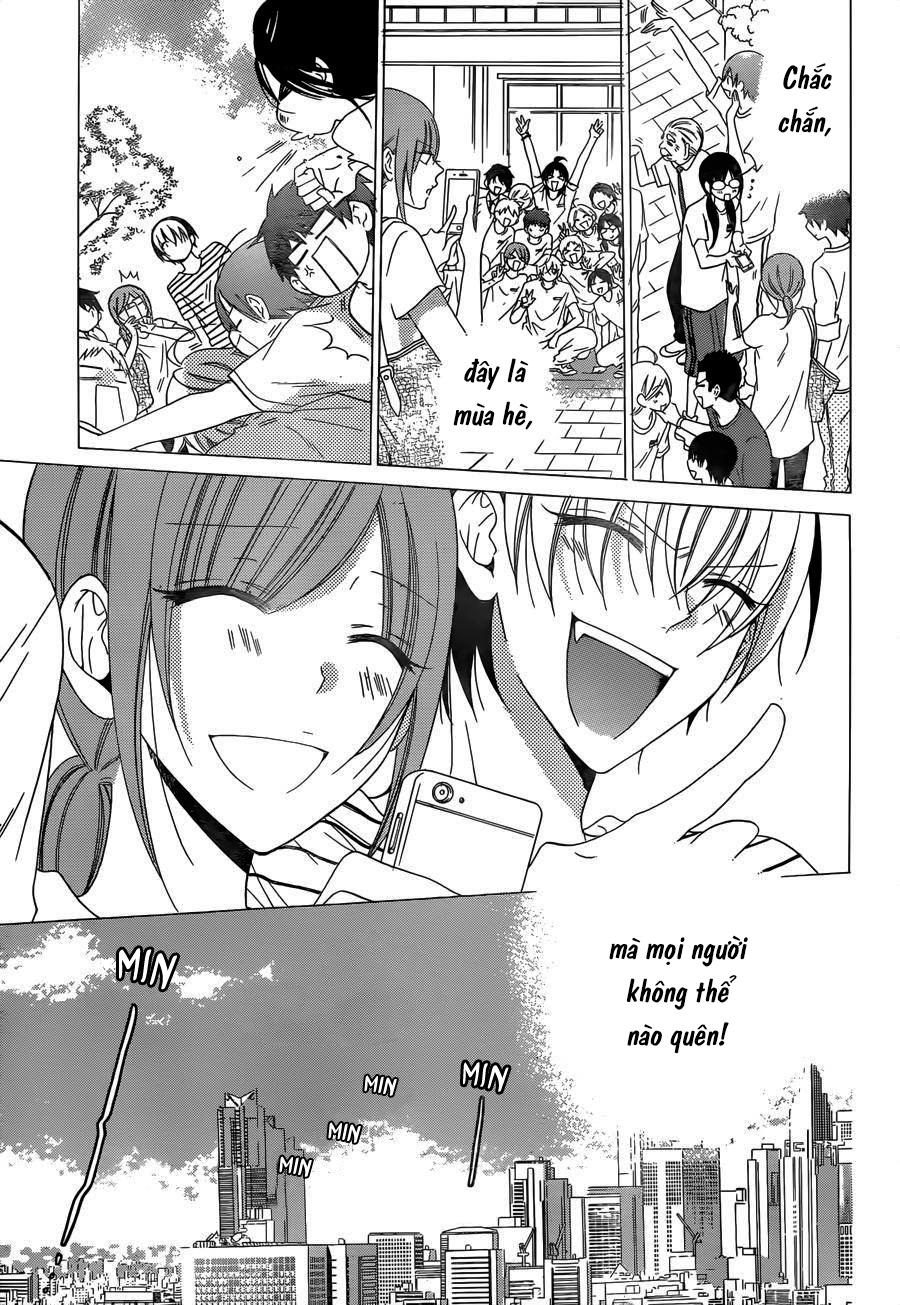 Chắc
chắn,
đây là
mùa hè,
mà mọi người
không thể
nào quên!
MIN
MIN
MIN
MIN
MIN